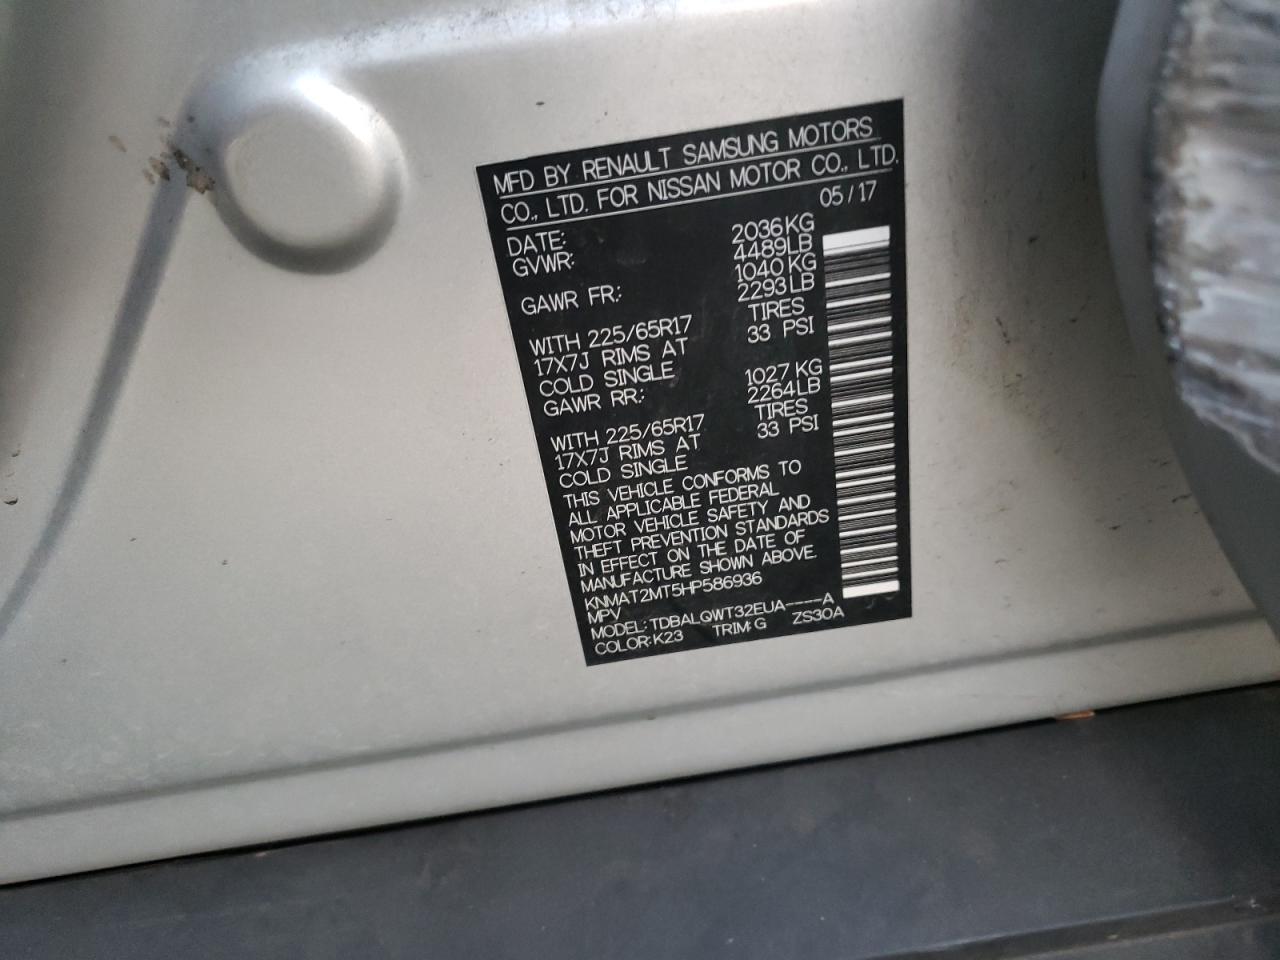 MFD BY RENAULT SAMSUNG MOTORS
CO., LTD. FOR NISSAN MOTOR CO., LTD.
DATE: 05/17
GVWR: 2036KG
4489LB
GAWR FR.: 1040KG
2293LB
WITH 225/65R17 TIRES
17X7J RIMS AT 33 PSI
COLD SINGLE
GAWR RR.: 1027KG
2264LB
WITH 225/65R17 TIRES
17X7J RIMS AT 33 PSI
COLD SINGLE
THIS VEHICLE CONFORMS TO
ALL APPLICABLE FEDERAL
MOTOR VEHICLE SAFETY AND
THEFT PREVENTION STANDARDS
IN EFFECT ON THE DATE OF
MANUFACTURE SHOWN ABOVE.
KNMAT2MT5HP586936
MPV
MODEL: TDBALQWT32EUA----A
COLOR:K23 TRIM:G ZS30A